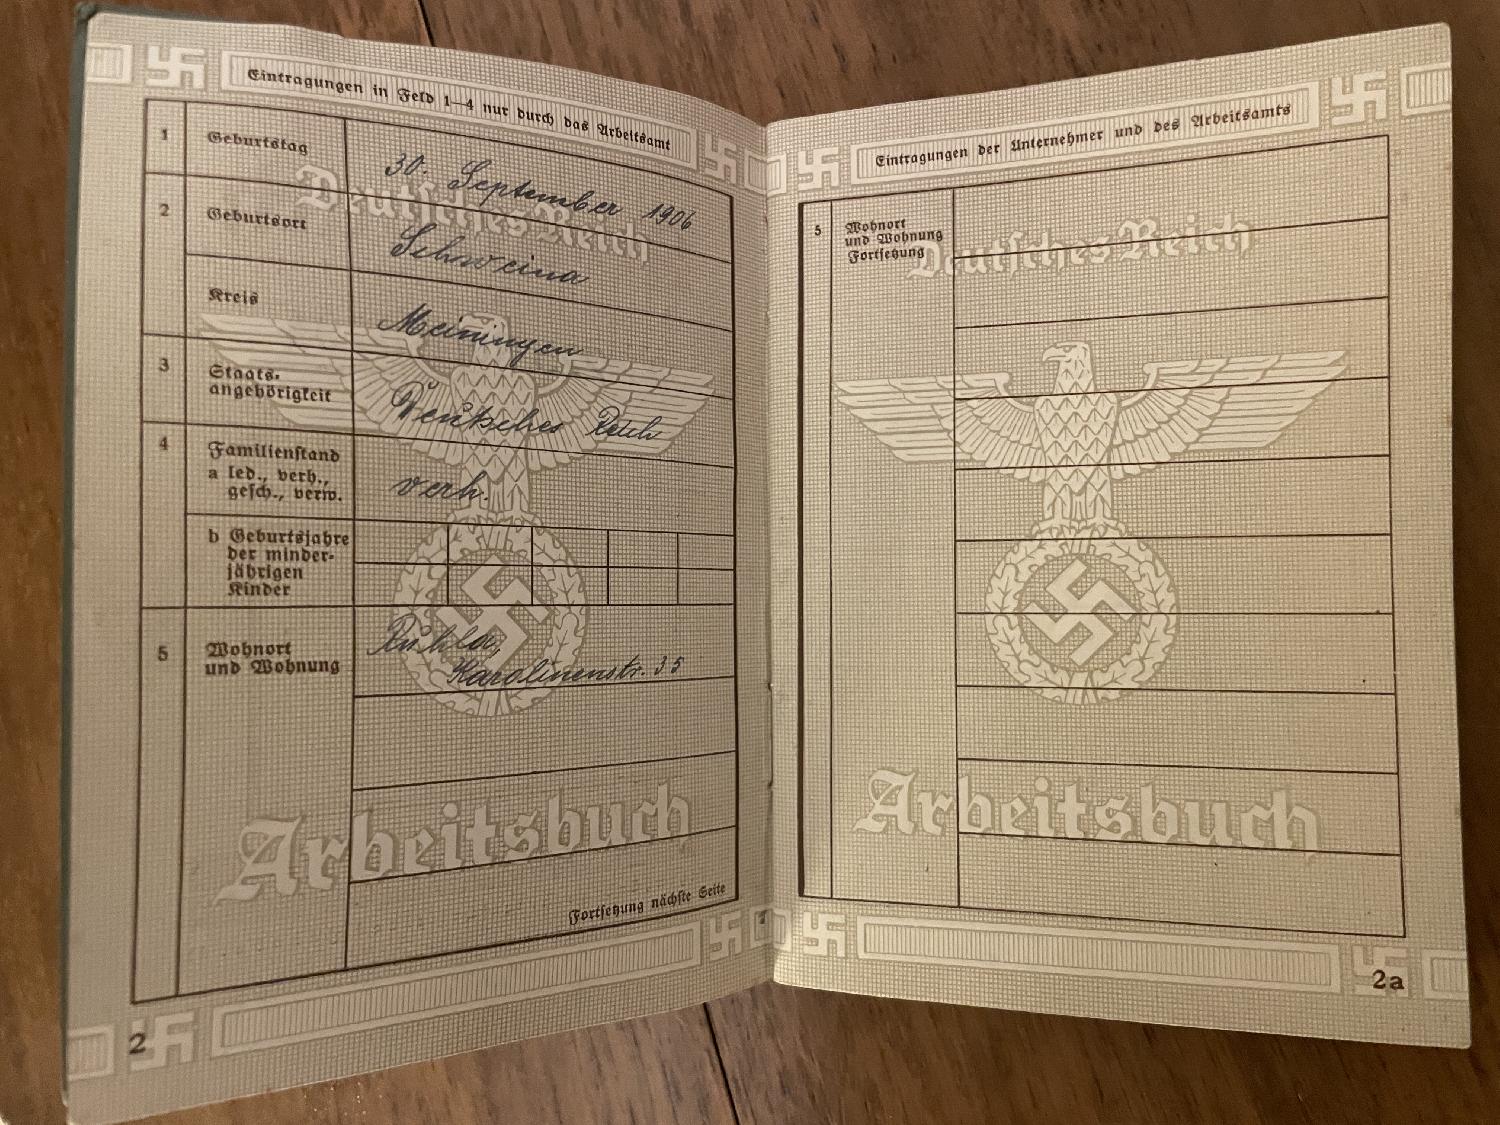 Eintragungen in Feld 1—4 nur durch das Arbeitsamt
1 Geburtstag 30. September 1906
2 Geburtsort Schweina
Kreis Meiningen
3 Staats-
angehörigkeit Deutsches Reich
4 Familienstand
a led., verh.,
gesch., verw. verh.
b Geburtsjahre
der minder-
jährigen
Kinder
5 Wohnort
und Wohnung
Ruhla,
Karolinenstr. 35
Deutsches Reich
Arbeitsbuch
Fortsetzung nächste Seite
2
Eintragungen der Unternehmer und des Arbeitsamts
5 Wohnort
und Wohnung
Fortsetzung
Deutsches Reich
Arbeitsbuch
2a